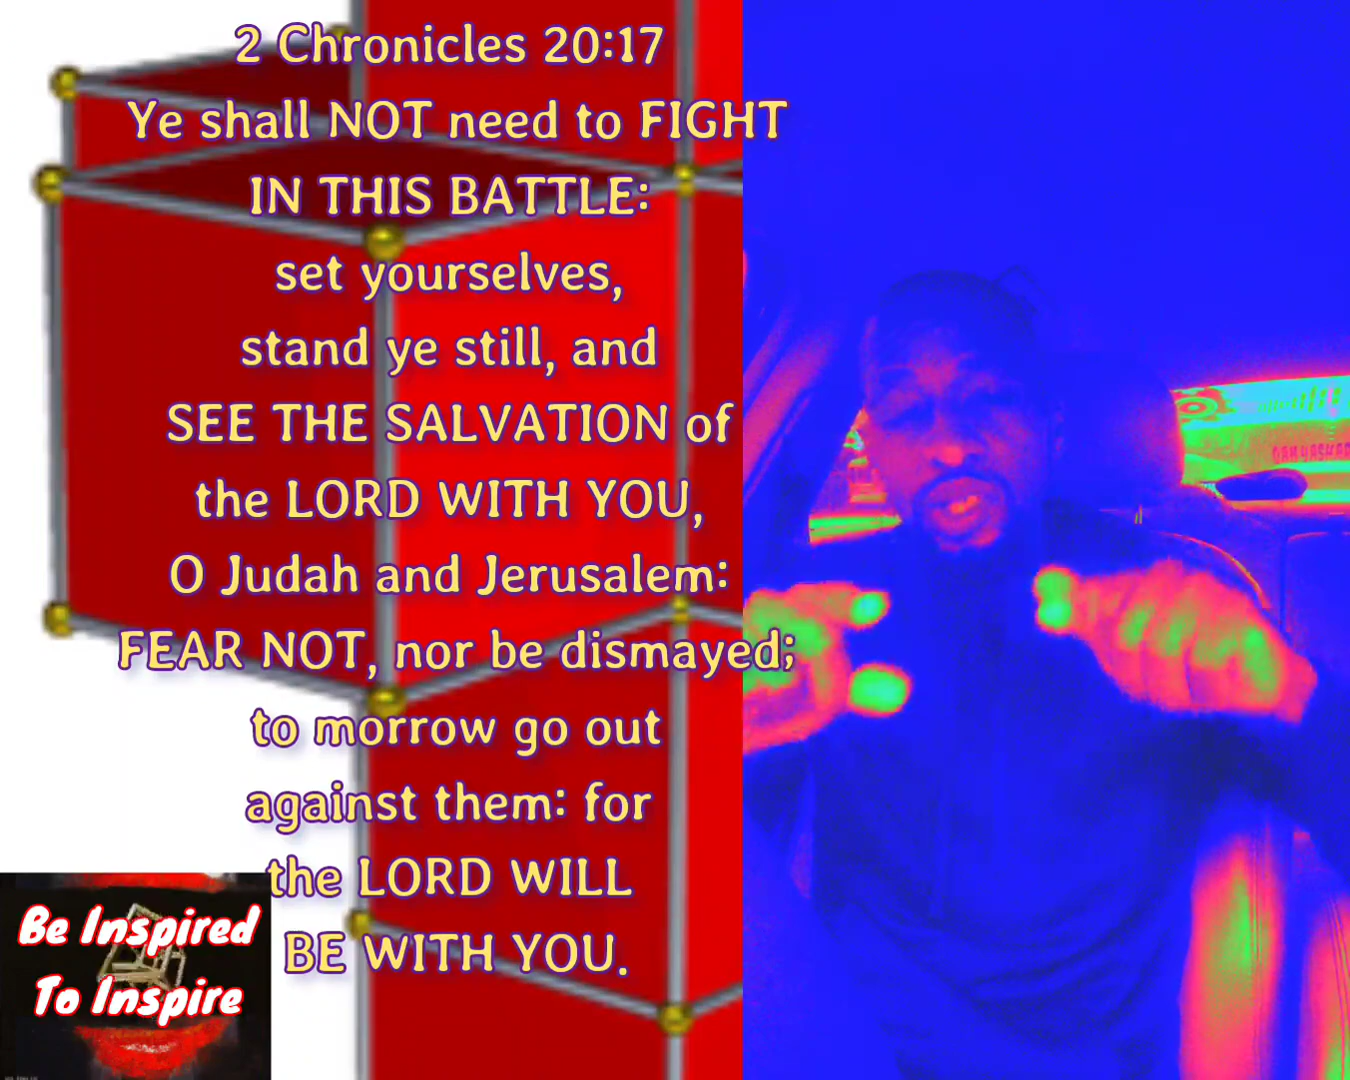 2 Chronicles 20:17
Ye shall NOT need to FIGHT
IN THIS BATTLE:
set yourselves,
stand ye still, and
SEE THE SALVATION of
the LORD WITH YOU,
O Judah and Jerusalem:
FEAR NOT, nor be dismayed;
to morrow go out
against them: for
the LORD WILL
BE WITH YOU.
Be Inspired
To Inspire